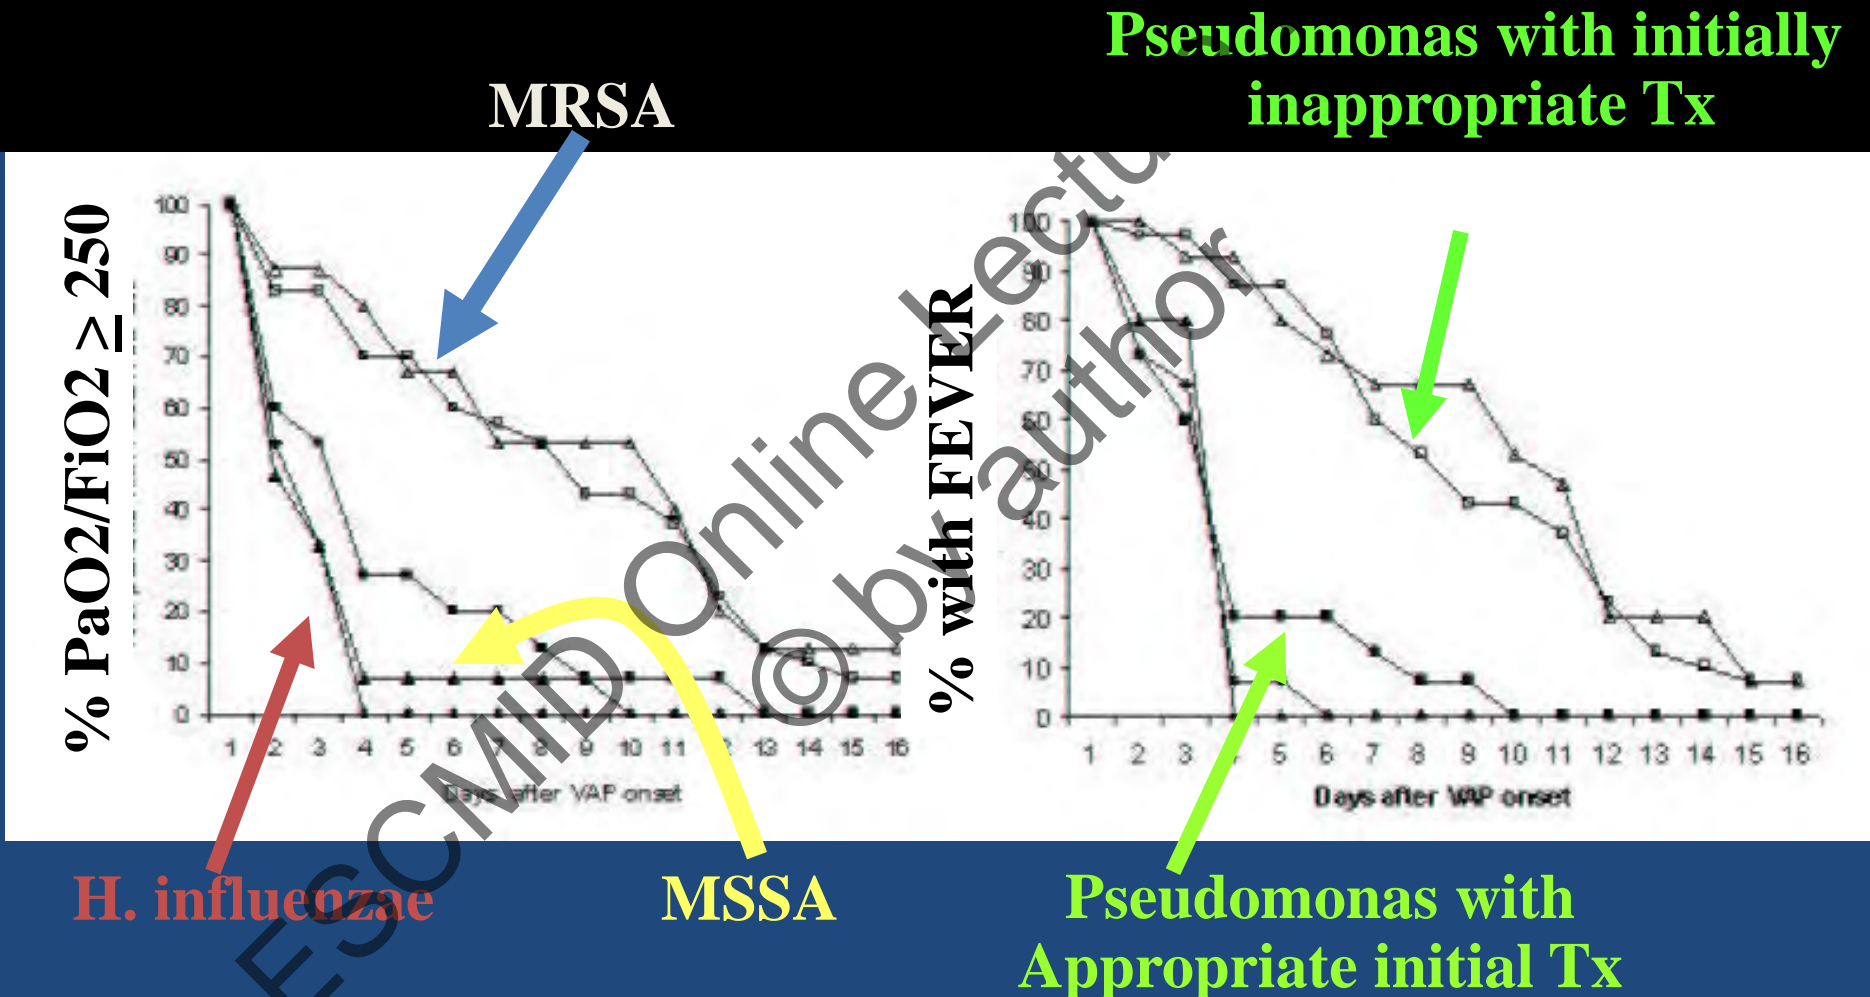 Pseudomonas with initially
inappropriate Tx
MRSA
% PaO2/FiO2 ≥ 250
100
90
80
70
60
50
40
30
20
10
0
1 2 3 4 5 6 7 8 9 10 11 12 13 14 15 16
Days after VAP onset
% with FEVER
100
90
80
70
60
50
40
30
20
10
0
1 2 3 4 5 6 7 8 9 10 11 12 13 14 15 16
Days after VAP onset
H. influenzae
MSSA
Pseudomonas with
Appropriate initial Tx
ESCMID Online Lectu
© by author